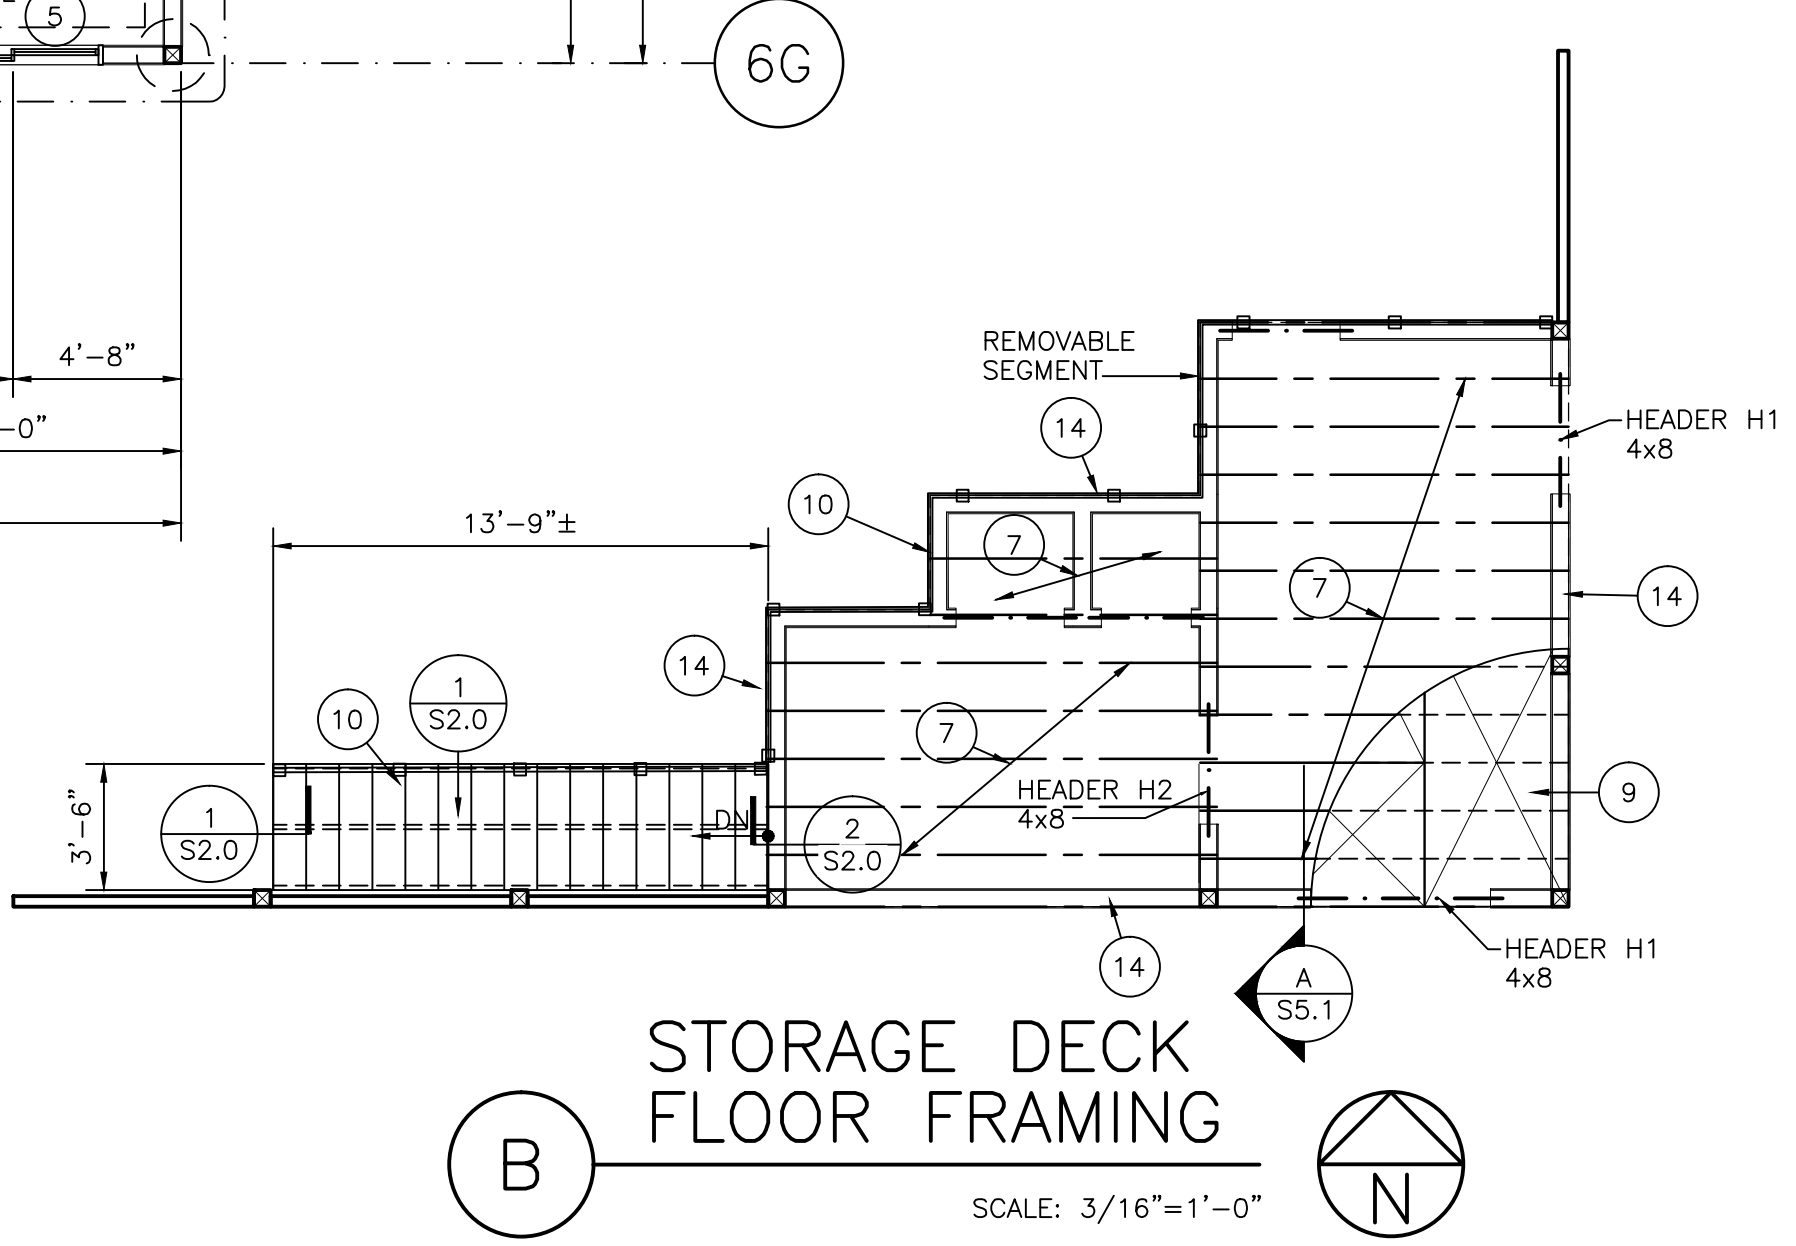 5
6G
4'-8"
-0"
REMOVABLE
SEGMENT
14
HEADER H1
4x8
10
13'-9"±
7
7
14
14
1
S2.0
10
7
3'-6"
HEADER H2
4x8
9
1
S2.0
DN
2
S2.0
14
HEADER H1
4x8
A
S5.1
STORAGE DECK
FLOOR FRAMING
B
N
SCALE: 3/16"=1'-0"